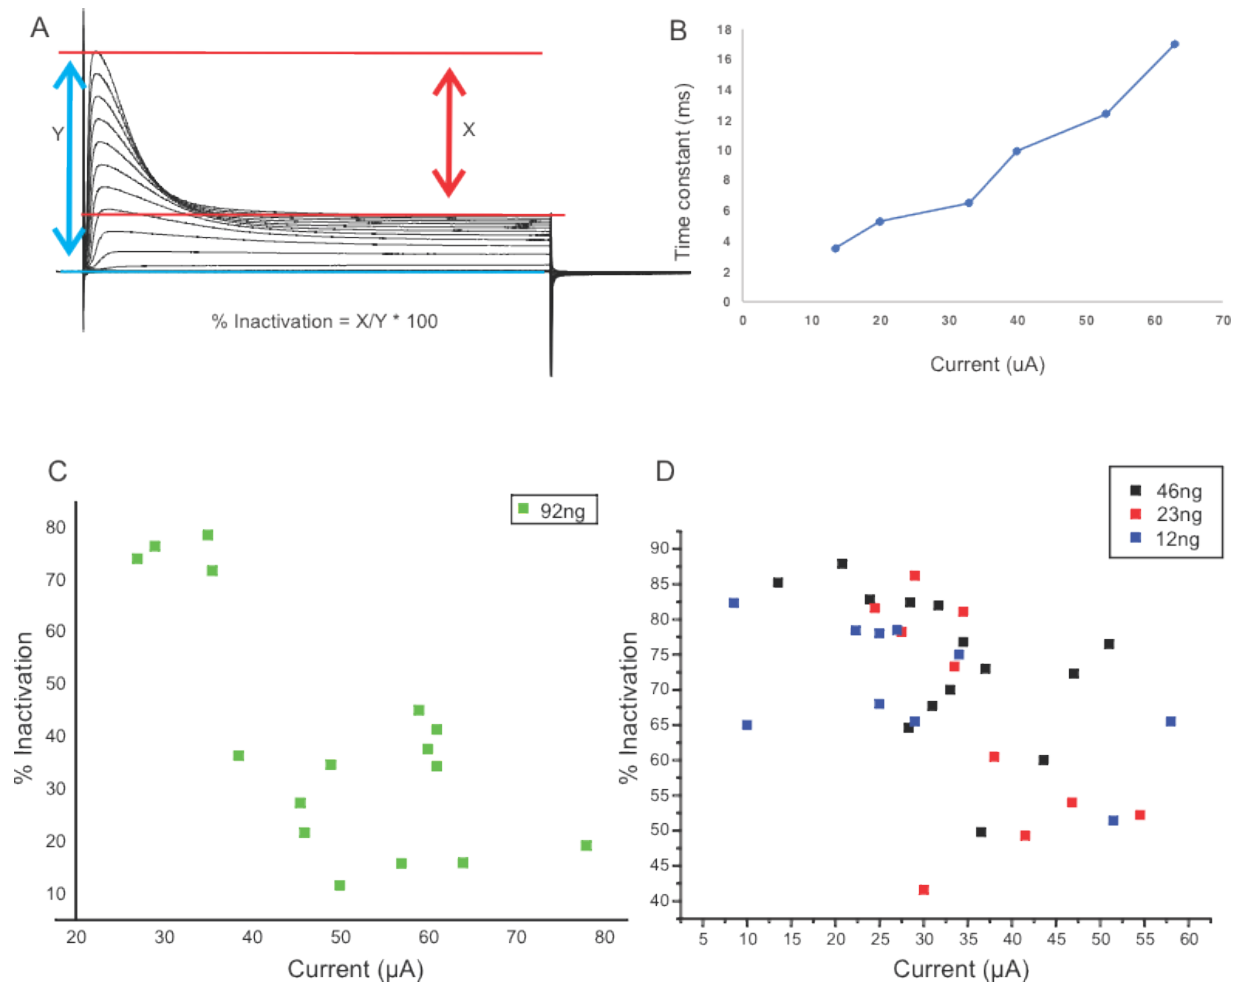 A
Y
X
% Inactivation = X/Y * 100
B
Time constant (ms)
18
16
14
12
10
8
6
4
2
0
0 10 20 30 40 50 60 70
Current (uA)
C
92ng
% Inactivation
80
70
60
50
40
30
20
10
20 30 40 50 60 70 80
Current (µA)
D
46ng
23ng
12ng
% Inactivation
90
85
80
75
70
65
60
55
50
45
40
5 10 15 20 25 30 35 40 45 50 55 60
Current (µA)